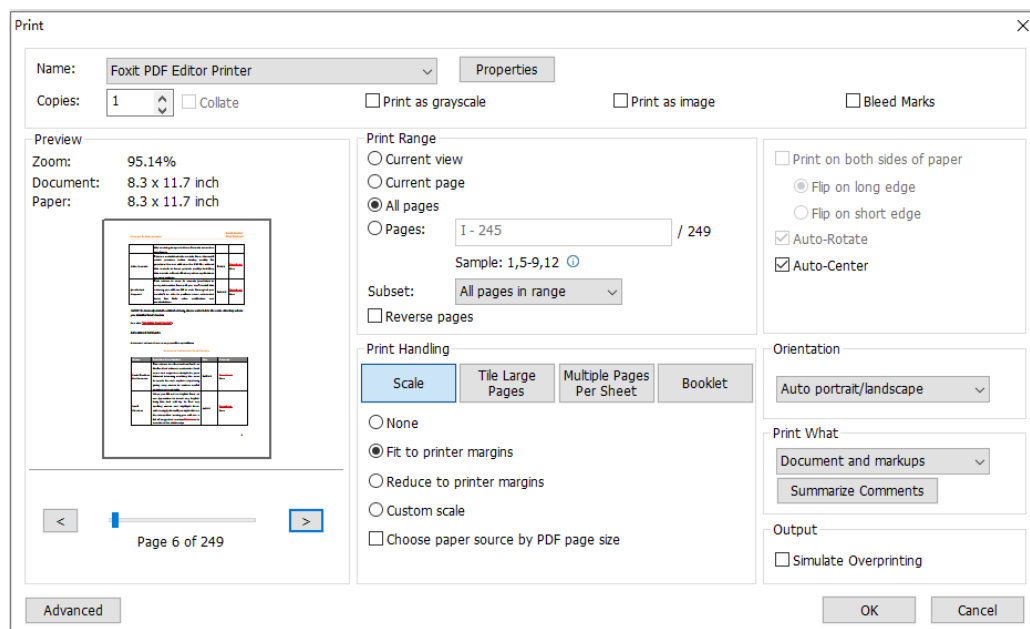 Print
Name: Foxit PDF Editor Printer Properties
Copies: 1 Collate Print as grayscale Print as image Bleed Marks
Preview
Zoom: 95.14%
Document: 8.3 x 11.7 inch
Paper: 8.3 x 11.7 inch
< >
Page 6 of 249
Print Range
Current view
Current page
All pages
Pages: I - 245 / 249
Sample: 1,5-9,12
Subset: All pages in range
Reverse pages
Print Handling
Scale
Tile Large
Pages
Multiple Pages
Per Sheet
Booklet
None
Fit to printer margins
Reduce to printer margins
Custom scale
Choose paper source by PDF page size
Print on both sides of paper
Flip on long edge
Flip on short edge
Auto-Rotate
Auto-Center
Orientation
Auto portrait/landscape
Print What
Document and markups
Summarize Comments
Output
Simulate Overprinting
Advanced OK Cancel